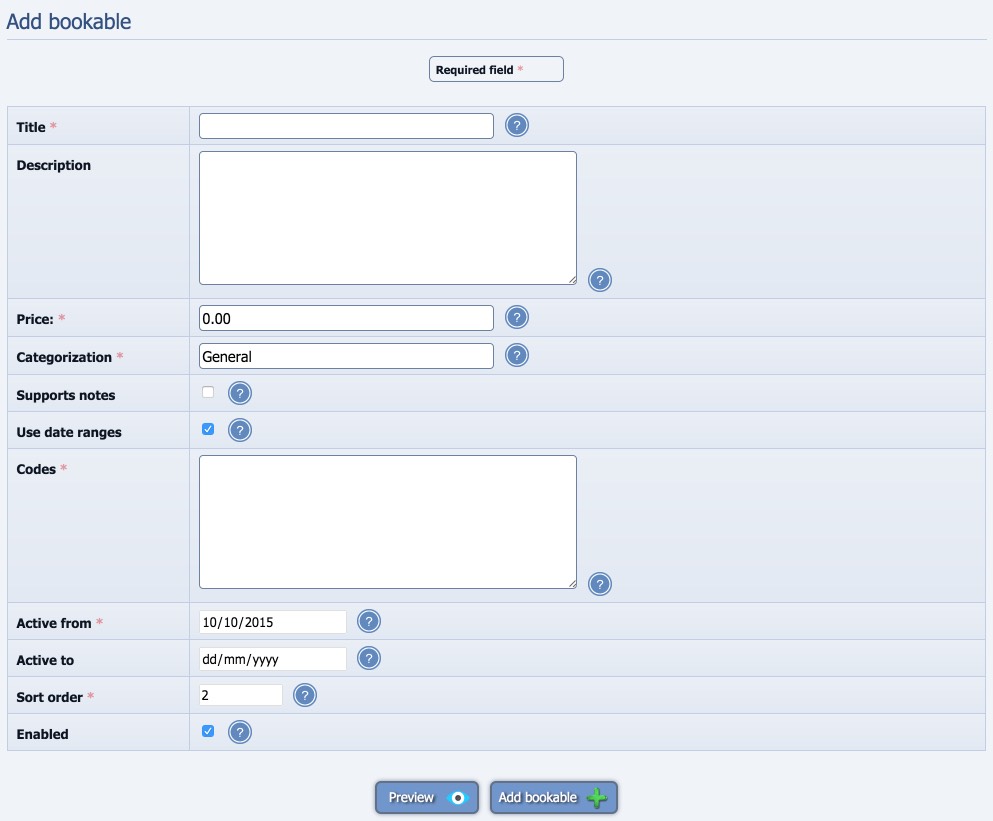 Add bookable
Required field *
Title * ?
Description
?
Price: * 0.00 ?
Categorization * General ?
Supports notes ?
Use date ranges ?
Codes *
?
Active from * 10/10/2015 ?
Active to dd/mm/yyyy ?
Sort order * 2 ?
Enabled ?
Preview Add bookable